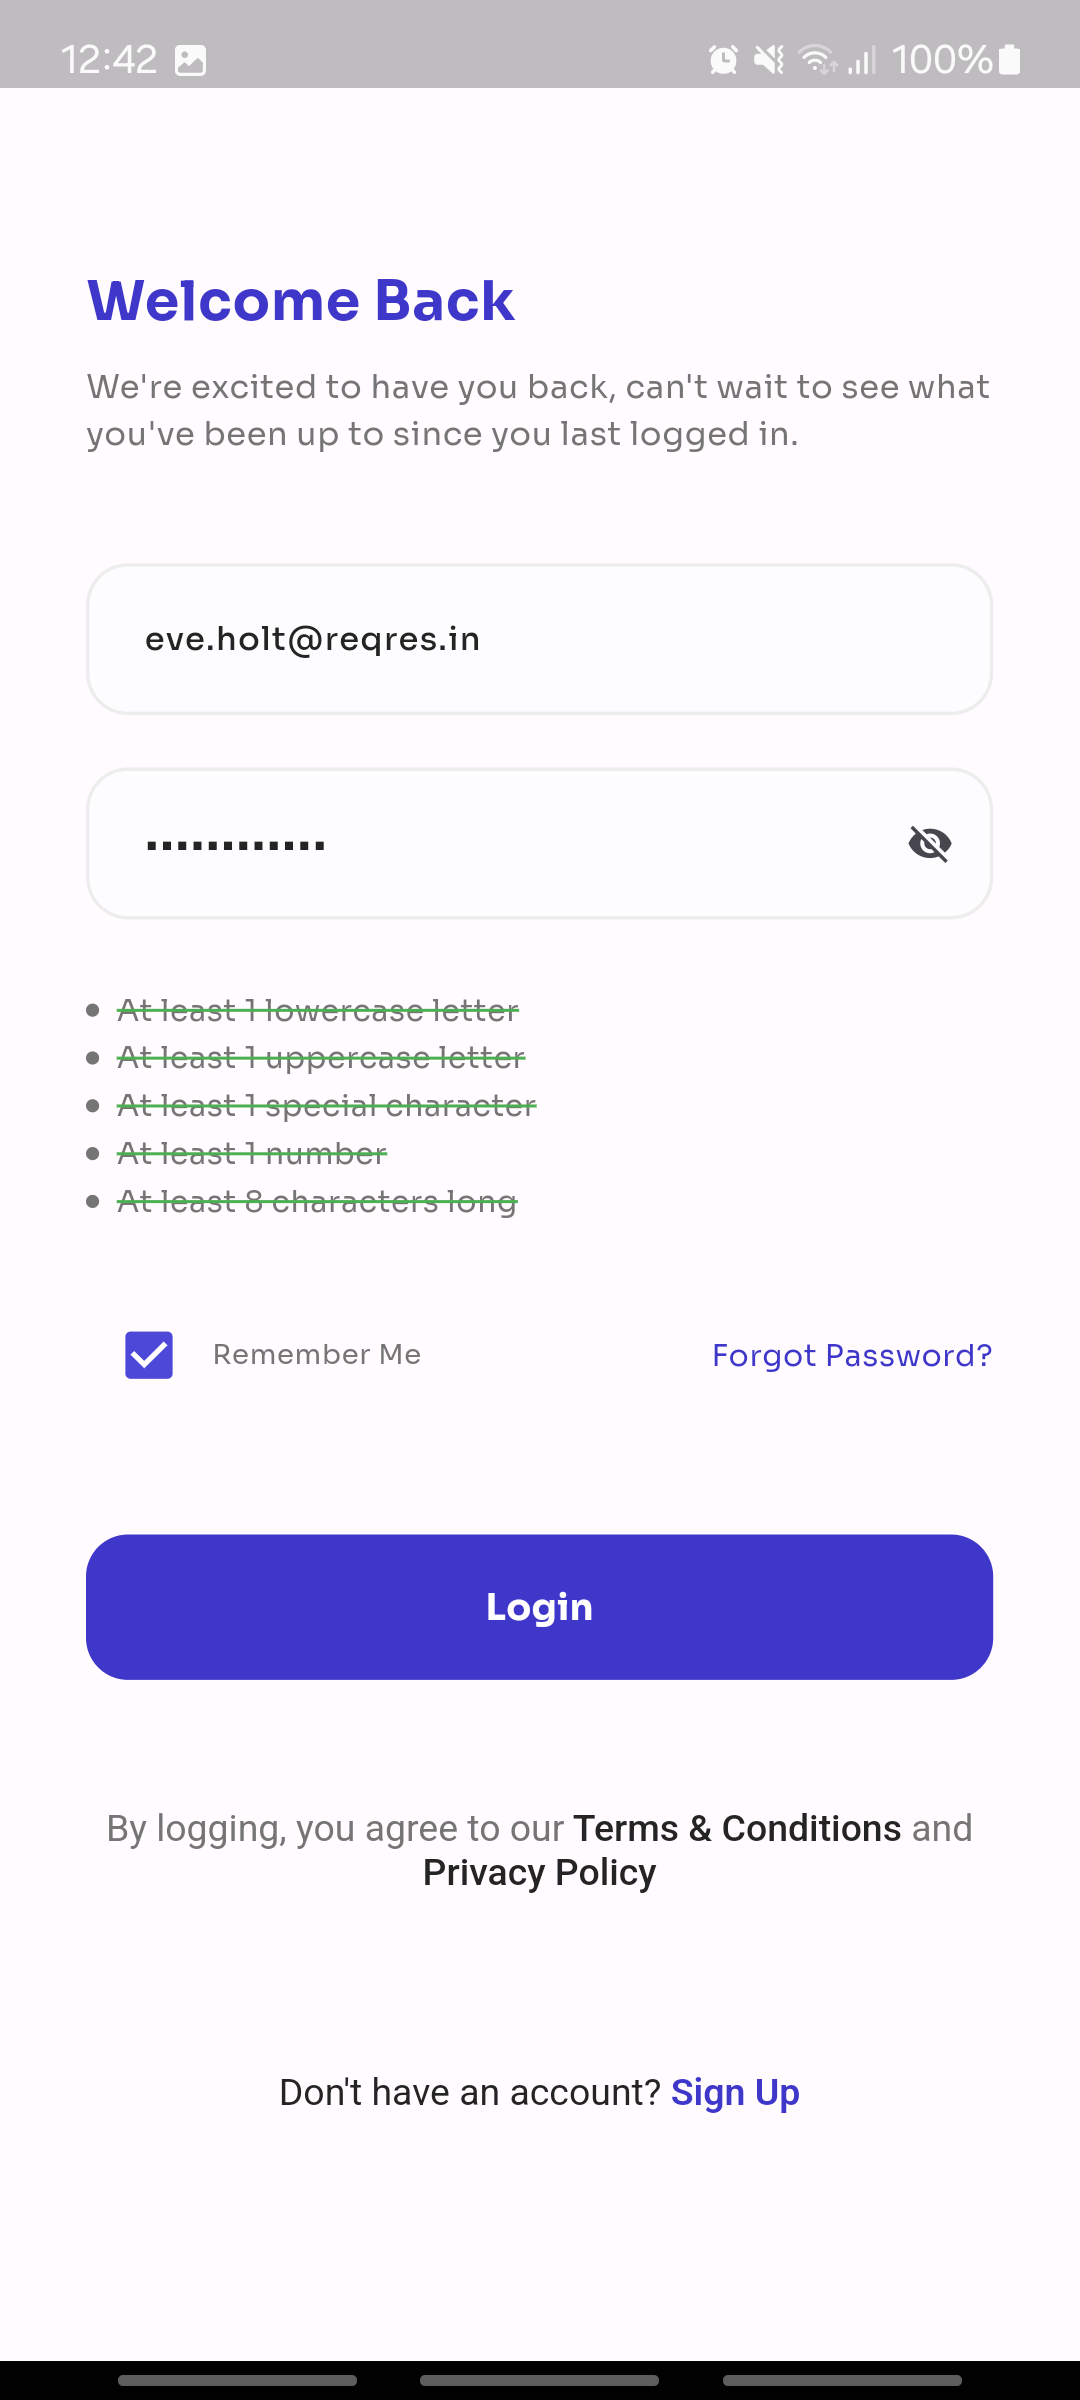 12:42 100%
Welcome Back
We're excited to have you back, can't wait to see what
you've been up to since you last logged in.
eve.holt@reqres.in
............
At least 1 lowercase letter
At least 1 uppercase letter
At least 1 special character
At least 1 number
At least 8 characters long
Remember Me Forgot Password?
Login
By logging, you agree to our Terms & Conditions and
Privacy Policy
Don't have an account? Sign Up